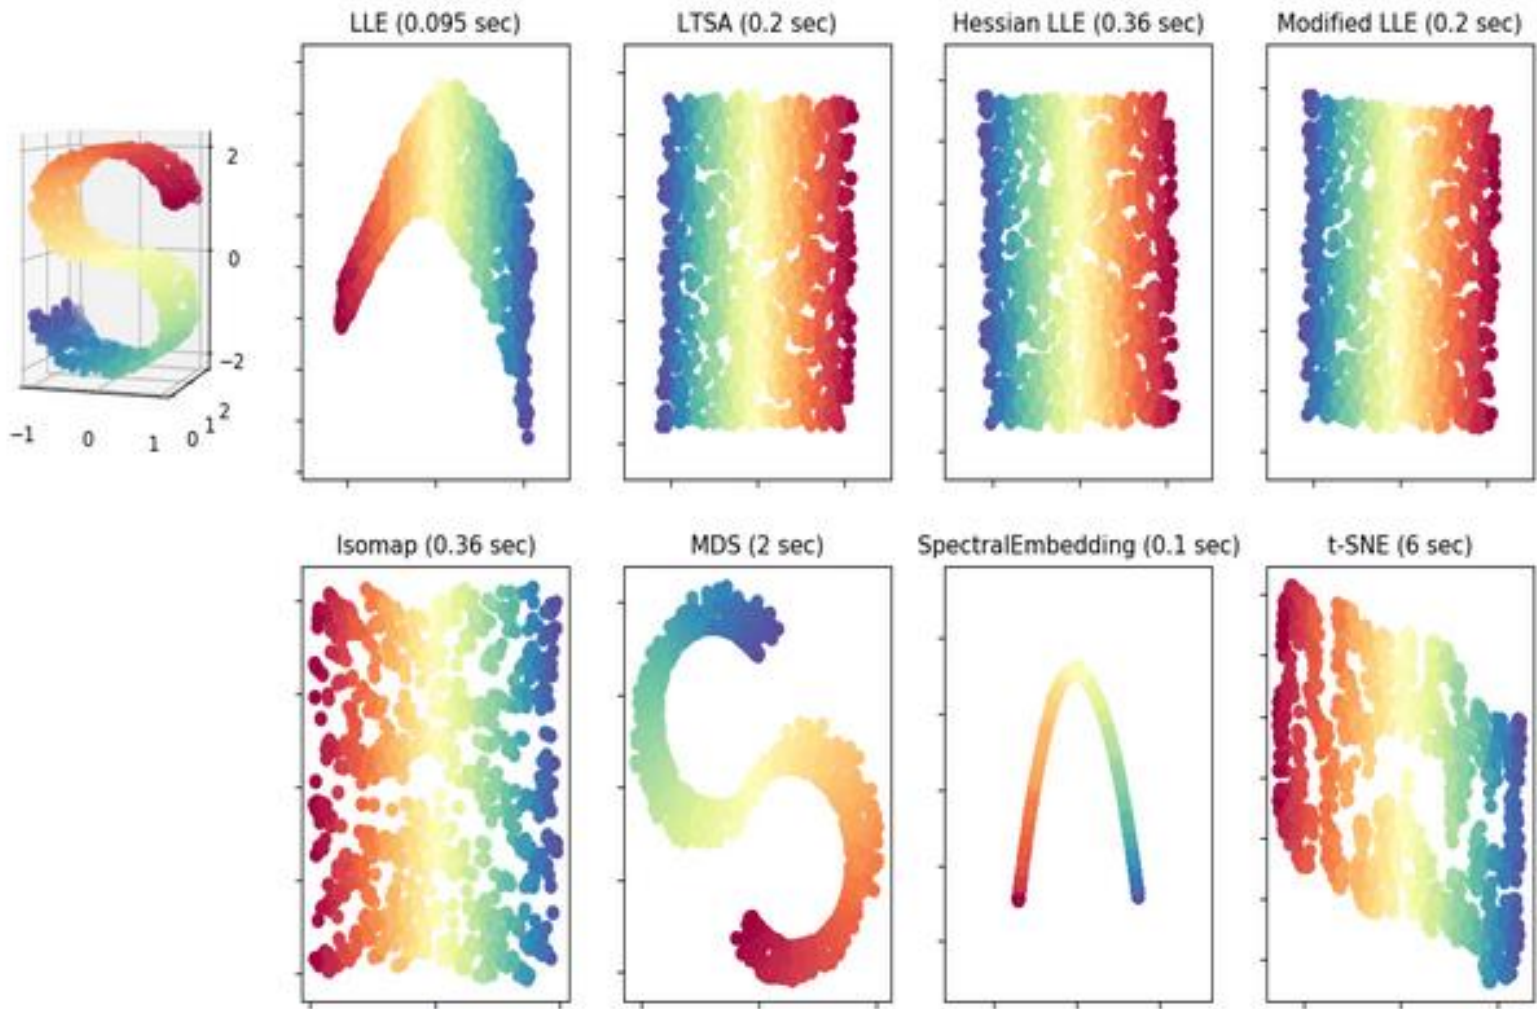 LLE (0.095 sec)
LTSA (0.2 sec)
Hessian LLE (0.36 sec)
Modified LLE (0.2 sec)
2
0
−2
−1
0
1
0
1
2
Isomap (0.36 sec)
MDS (2 sec)
SpectralEmbedding (0.1 sec)
t-SNE (6 sec)